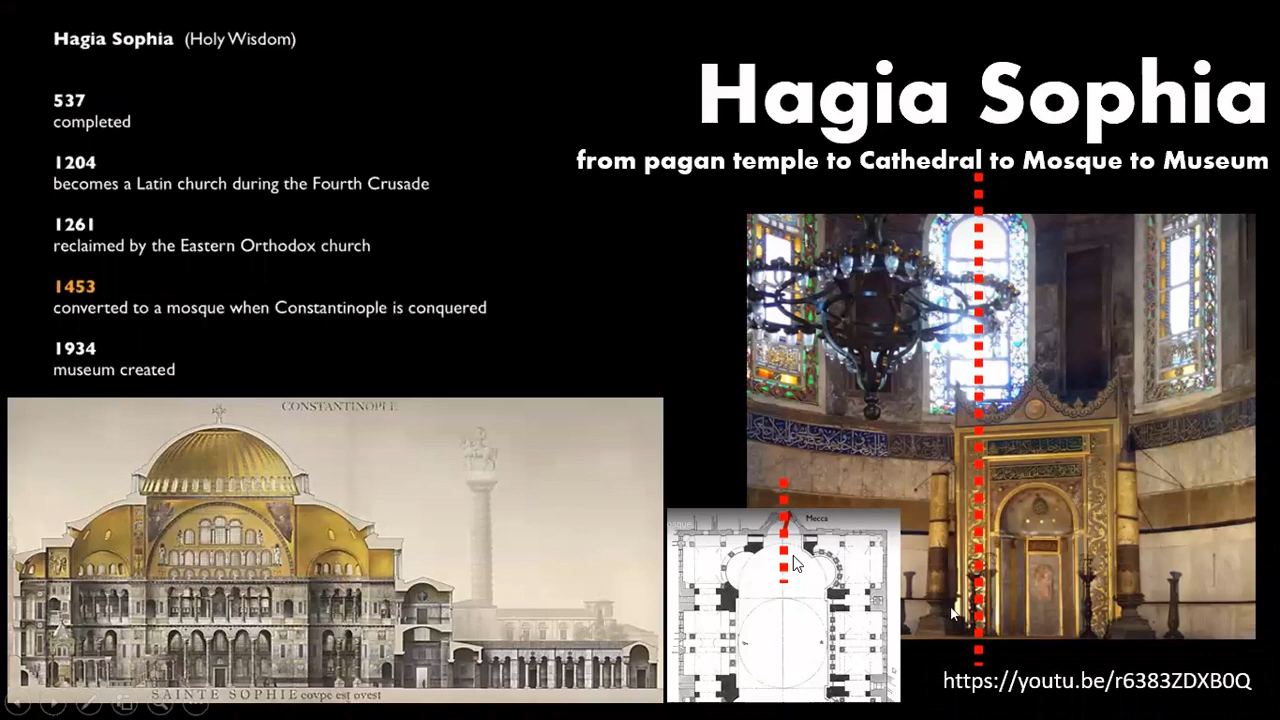 Hagia Sophia (Holy Wisdom)
537
completed
1204
becomes a Latin church during the Fourth Crusade
1261
reclaimed by the Eastern Orthodox church
1453
converted to a mosque when Constantinople is conquered
1934
museum created
Hagia Sophia
from pagan temple to Cathedral to Mosque to Museum
CONSTANTINOPLE
SAINTE SOPHIE coupe est ovest
Mecca
https://youtu.be/r6383ZDXB0Q